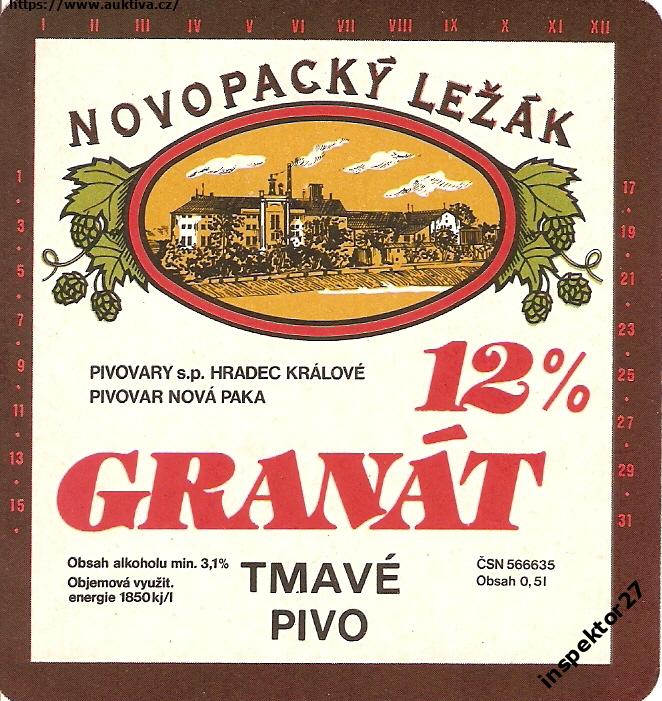 https://www.auktiva.cz/
I II III IV V VI VII VIII IX X XI XII
NOVOPACKÝ LEŽÁK
1
.
3
.
5
.
7
.
9
.
11
.
13
.
15
.
17
.
19
.
21
.
23
.
25
.
27
.
29
.
31
PIVOVARY s.p. HRADEC KRÁLOVÉ
PIVOVAR NOVÁ PAKA
12%
GRANÁT
Obsah alkoholu min. 3,1%
Objemová využit.
energie 1850kj/l
TMAVÉ
PIVO
ČSN 566635
Obsah 0,5l
inspektor27